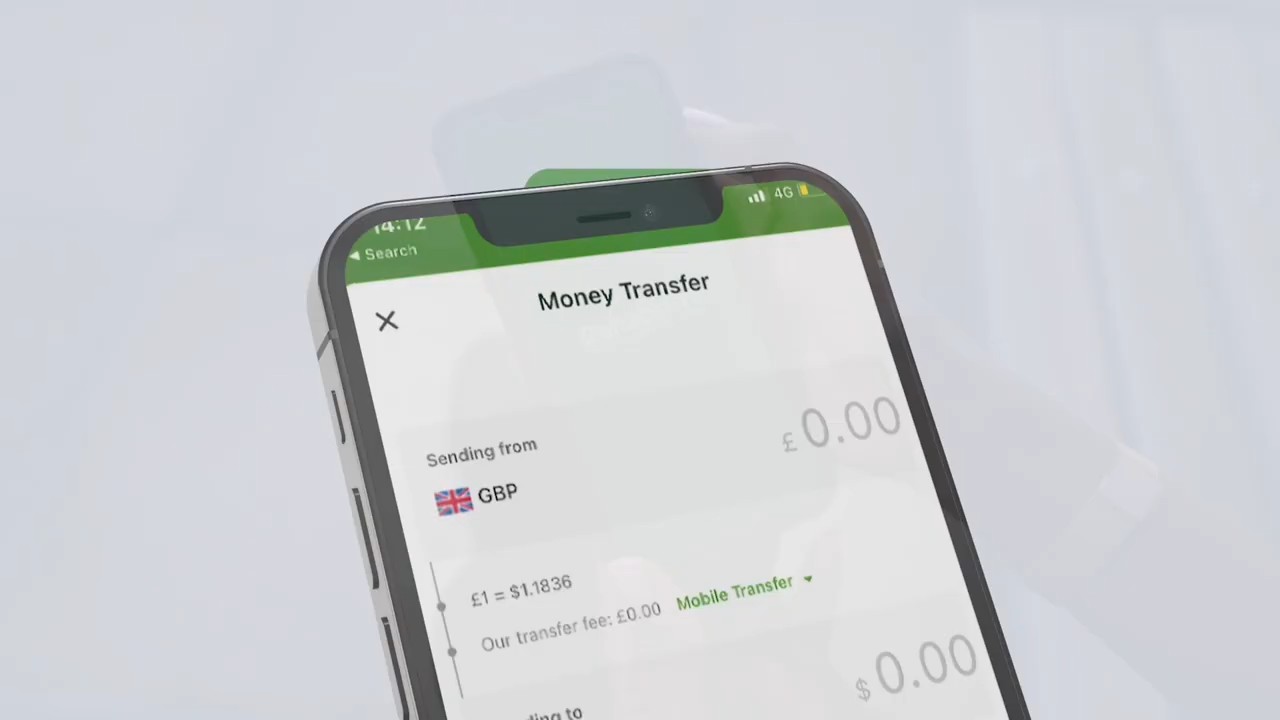 14:12
4G
◀ Search
Money Transfer
£ 0.00
Sending from
GBP
£1 = $1.1836
Our transfer fee: £0.00 Mobile Transfer
$ 0.00